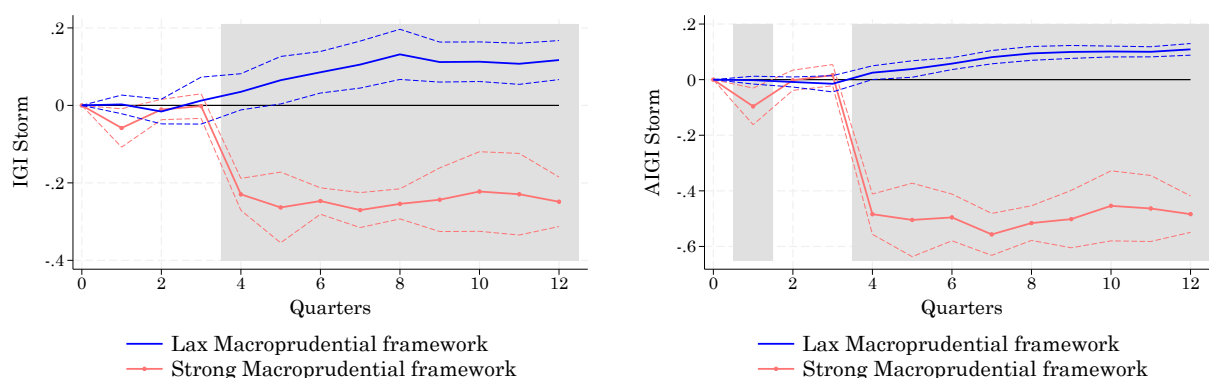 IGI Storm
.2
0
-.2
-.4
0 2 4 6 8 10 12
Quarters
Lax Macroprudential framework
Strong Macroprudential framework
AIGI Storm
.2
0
-.2
-.4
-.6
0 2 4 6 8 10 12
Quarters
Lax Macroprudential framework
Strong Macroprudential framework